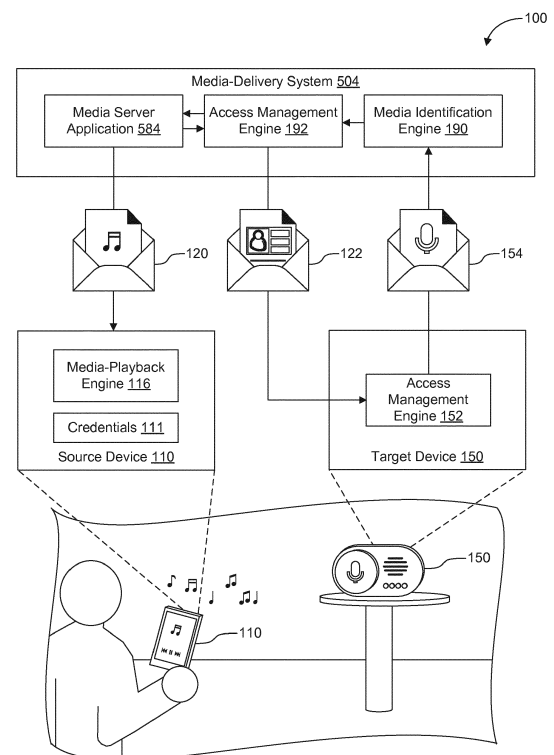 100
Media-Delivery System 504
Media Server
Application 584
Access Management
Engine 192
Media Identification
Engine 190
120
122
154
Media-Playback
Engine 116
Credentials 111
Source Device 110
Access
Management
Engine 152
Target Device 150
150
110